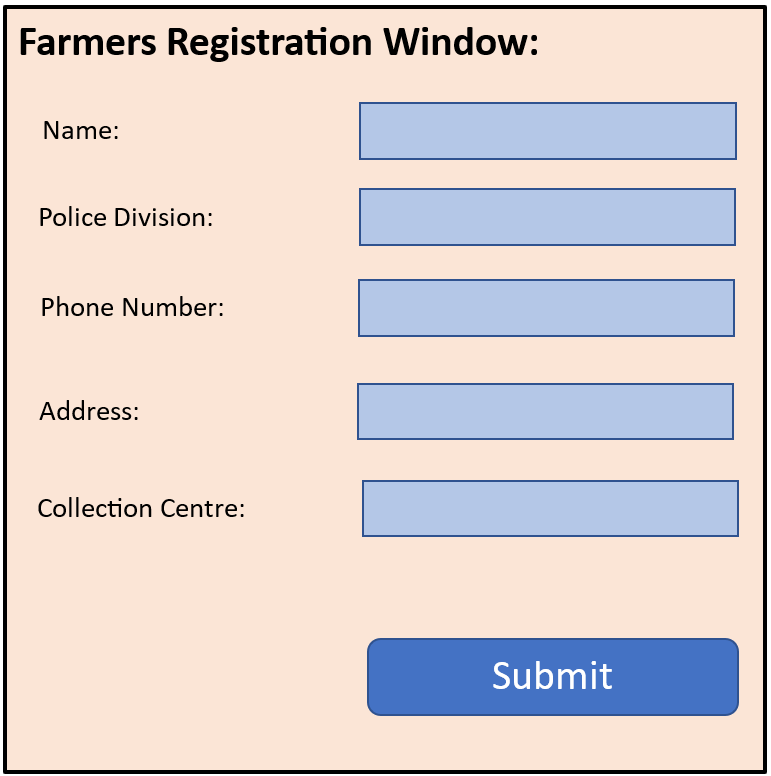 Farmers Registration Window:
Name:
Police Division:
Phone Number:
Address:
Collection Centre:
Submit